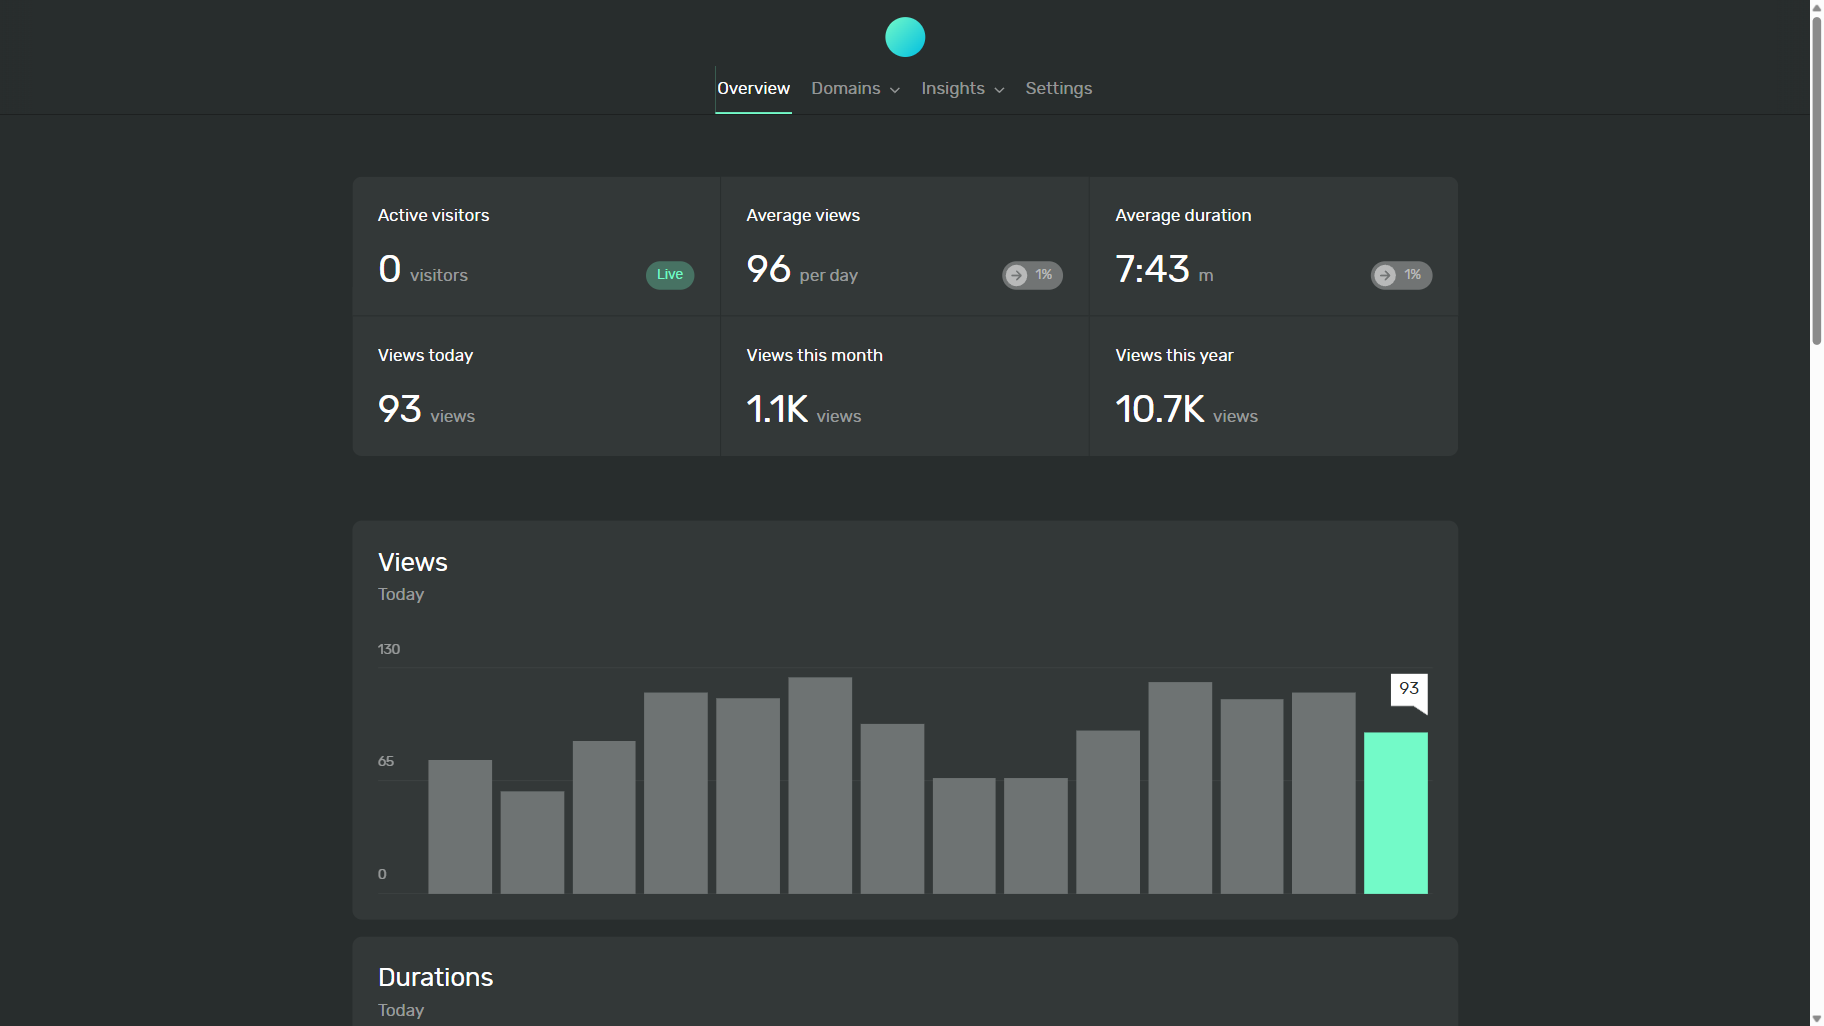 Overview Domains Insights Settings
Active visitors
0 visitors
Live
Average views
96 per day
1%
Average duration
7:43 m
1%
Views today
93 views
Views this month
1.1K views
Views this year
10.7K views
Views
Today
130
93
65
0
Durations
Today